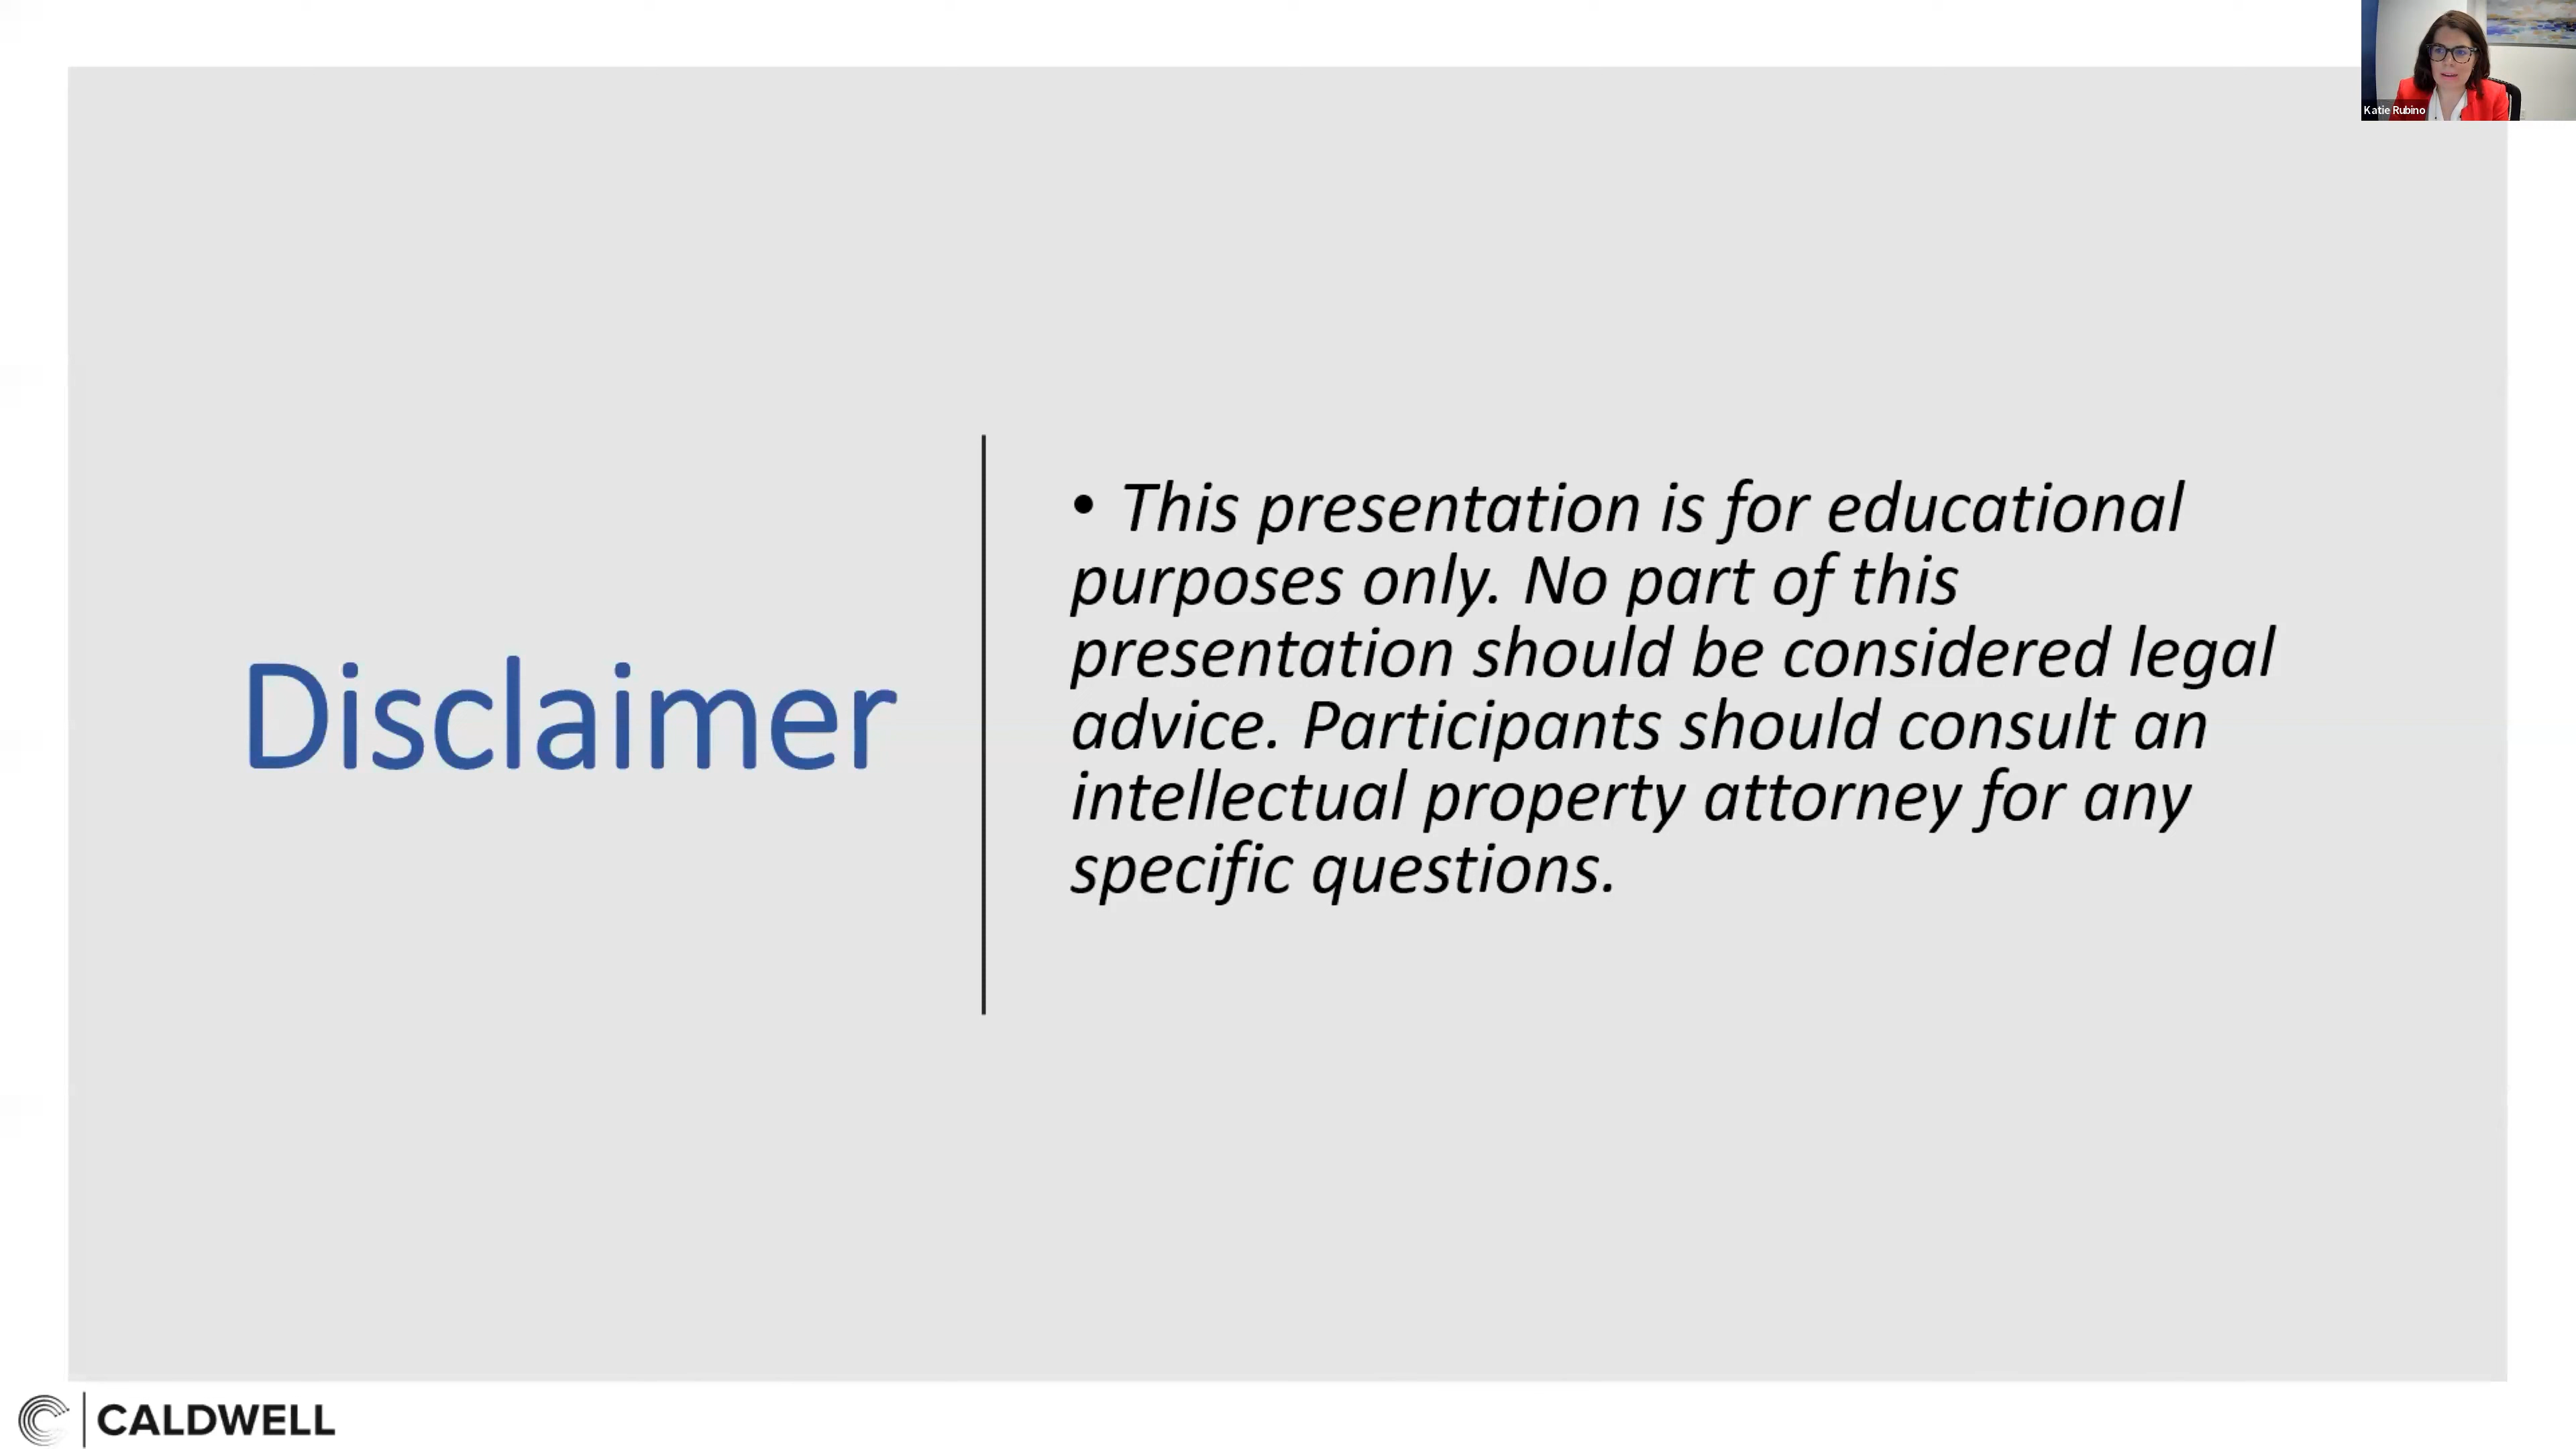 Katie Rubino
Disclaimer
• This presentation is for educational
purposes only. No part of this
presentation should be considered legal
advice. Participants should consult an
intellectual property attorney for any
specific questions.
CALDWELL